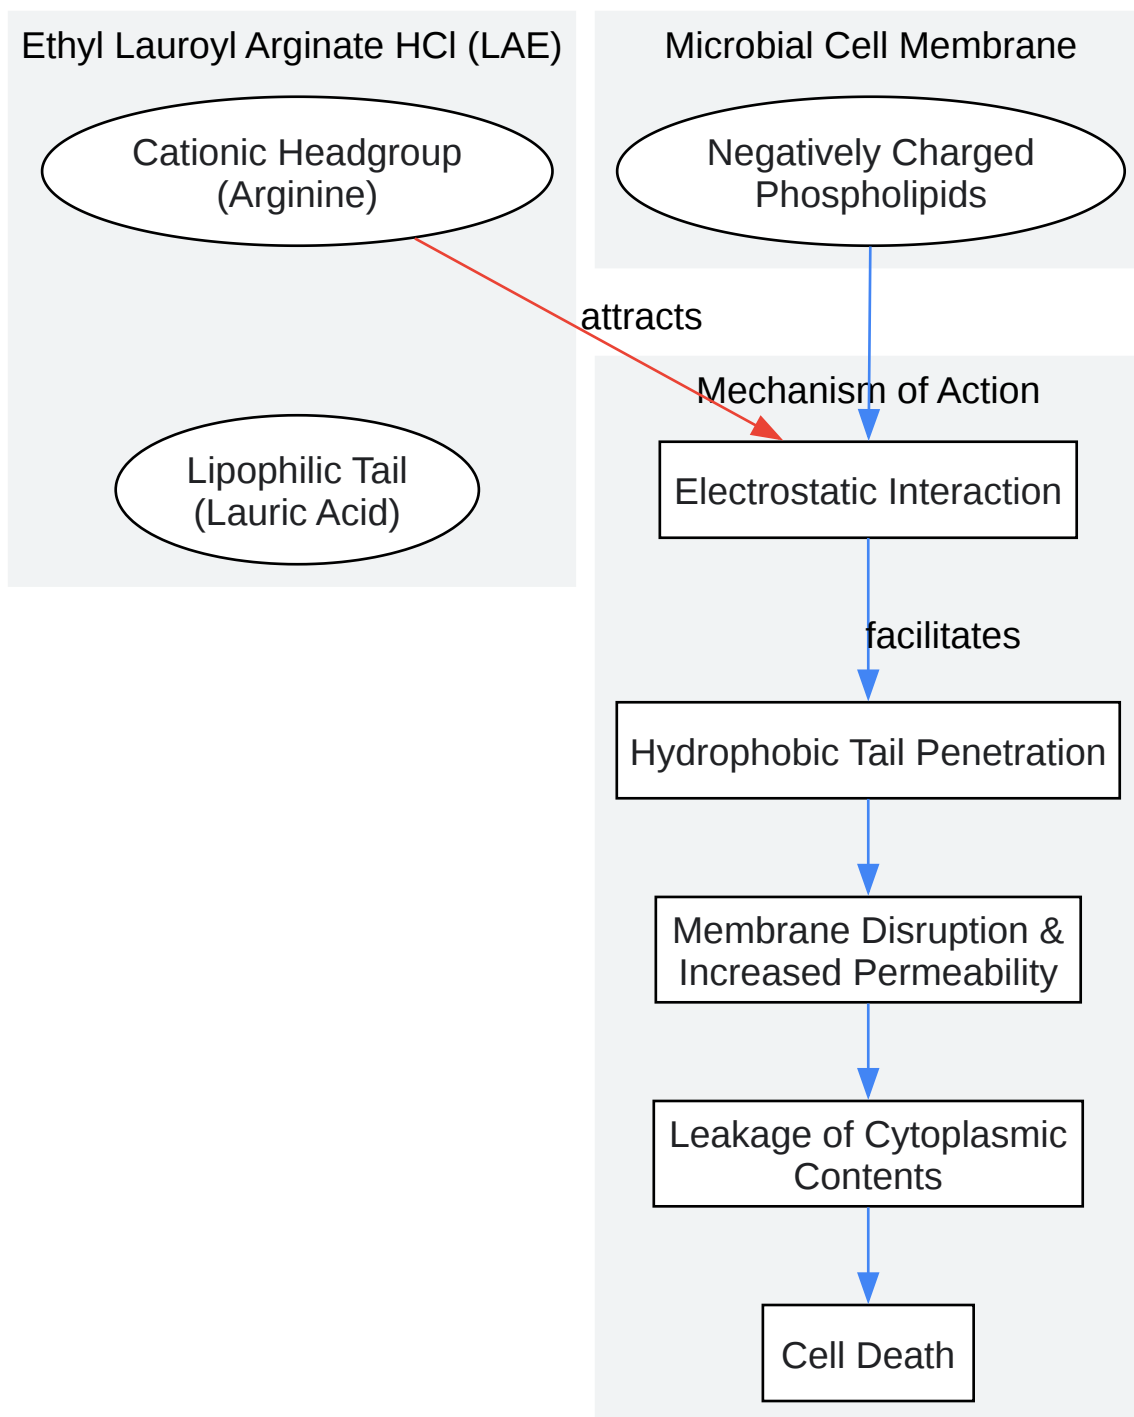 Ethyl Lauroyl Arginate HCl (LAE)
Cationic Headgroup
(Arginine)
Lipophilic Tail
(Lauric Acid)
Microbial Cell Membrane
Negatively Charged
Phospholipids
attracts
Mechanism of Action
Electrostatic Interaction
facilitates
Hydrophobic Tail Penetration
Membrane Disruption &
Increased Permeability
Leakage of Cytoplasmic
Contents
Cell Death